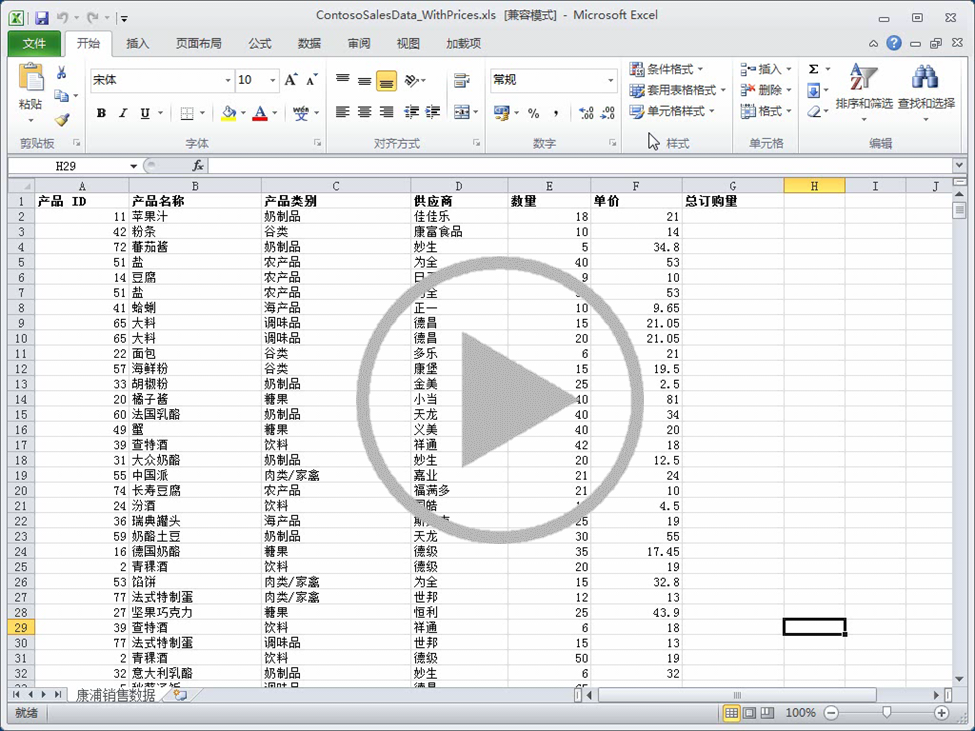 ContosoSalesData_WithPrices.xls [兼容模式] - Microsoft Excel
文件 开始 插入 页面布局 公式 数据 审阅 视图 加载项
宋体 10 常规 条件格式 插入
粘贴 套用表格格式 删除 排序和筛选 查找和选择
B I U 单元格样式 格式
剪贴板 字体 对齐方式 数字 样式 单元格 编辑
H29 fx
A B C D E F G H I J
1 产品 ID 产品名称 产品类别 供应商 数量 单价 总订购量
2 11 苹果汁 奶制品 佳佳乐 18 21
3 42 粉条 谷类 康富食品 10 14
4 72 蕃茄酱 奶制品 妙生 5 34.8
5 51 盐 农产品 为全 40 53
6 14 豆腐 农产品 9 10
7 51 盐 农产品 为全 53
8 41 蛤蜊 海产品 正一 10 9.65
9 65 大料 调味品 德昌 15 21.05
10 65 大料 调味品 德昌 20 21.05
11 22 面包 谷类 多乐 6 21
12 57 海鲜粉 谷类 康堡 15 19.5
13 33 胡椒粉 奶制品 金美 25 2.5
14 20 橘子酱 糖果 小当 40 81
15 60 法国乳酪 奶制品 天龙 40 34
16 49 蟹 糖果 义美 40 20
17 39 查特酒 饮料 祥通 42 18
18 31 大众奶酪 奶制品 妙生 20 12.5
19 55 中国派 肉类/家禽 嘉业 21 24
20 74 长寿豆腐 农产品 福满多 21 10
21 24 汾酒 饮料 4.5
22 36 瑞典罐头 海产品 25 19
23 59 奶酪土豆 奶制品 天龙 30 55
24 16 德国奶酪 糖果 德级 35 17.45
25 2 青稞酒 饮料 德级 20 19
26 53 馅饼 肉类/家禽 为全 15 32.8
27 77 法式特制蛋 肉类/家禽 世邦 12 13
28 27 坚果巧克力 糖果 恒利 25 43.9
29 39 查特酒 饮料 祥通 6 18
30 77 法式特制蛋 调味品 世邦 15 13
31 2 青稞酒 饮料 德级 50 19
32 32 意大利乳酪 奶制品 妙生 6 32
康浦销售数据
就绪 100%